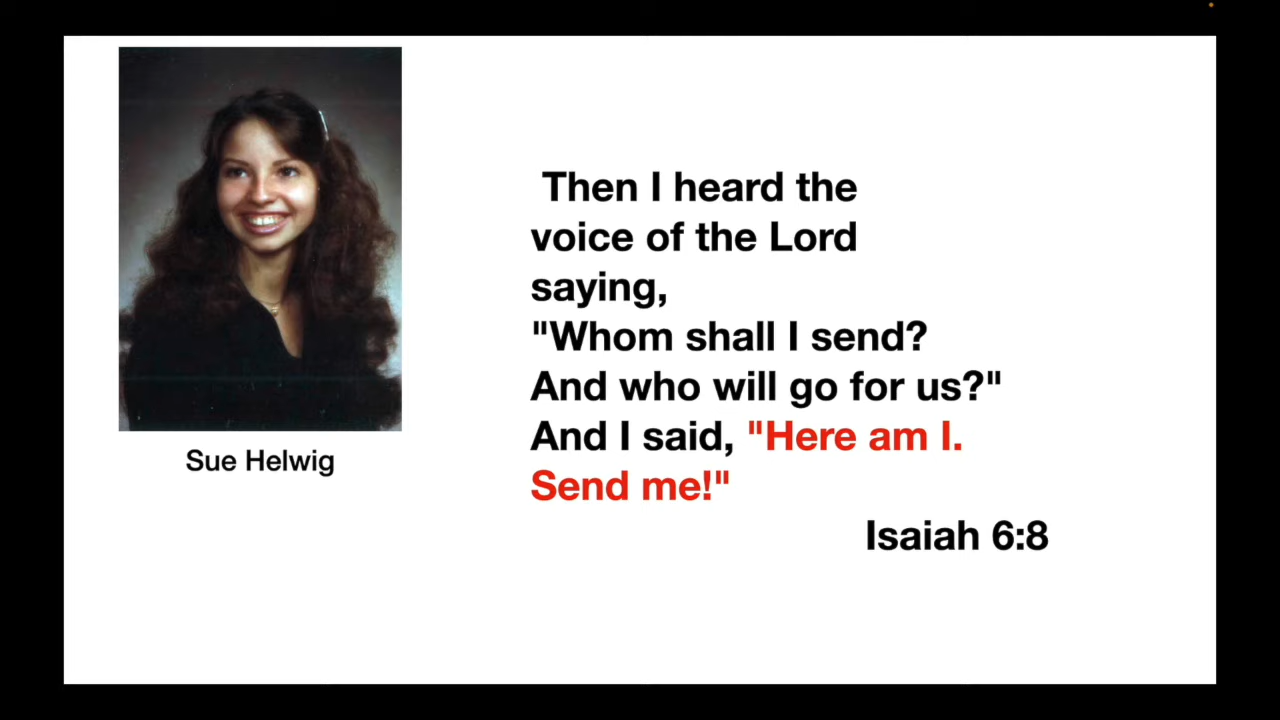 Sue Helwig
Then I heard the
voice of the Lord
saying,
"Whom shall I send?
And who will go for us?"
And I said, "Here am I.
Send me!"
Isaiah 6:8